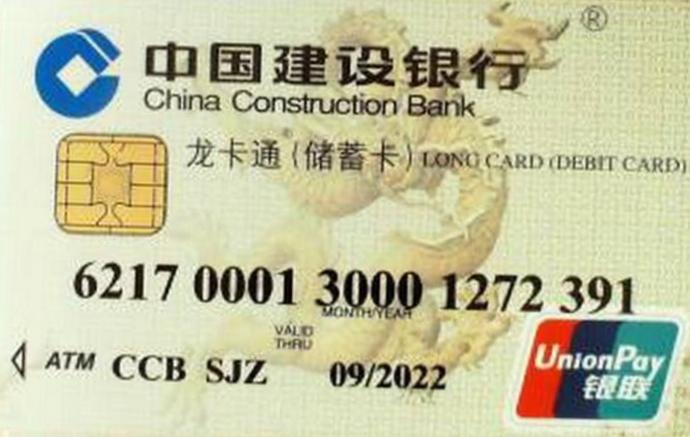 ®
中国建设银行
China Construction Bank
龙卡通(储蓄卡) LONG CARD (DEBIT CARD)
6217 0001 3000 1272 391
MONTH/YEAR
VALID
THRU
ATM CCB SJZ 09/2022
UnionPay
银联